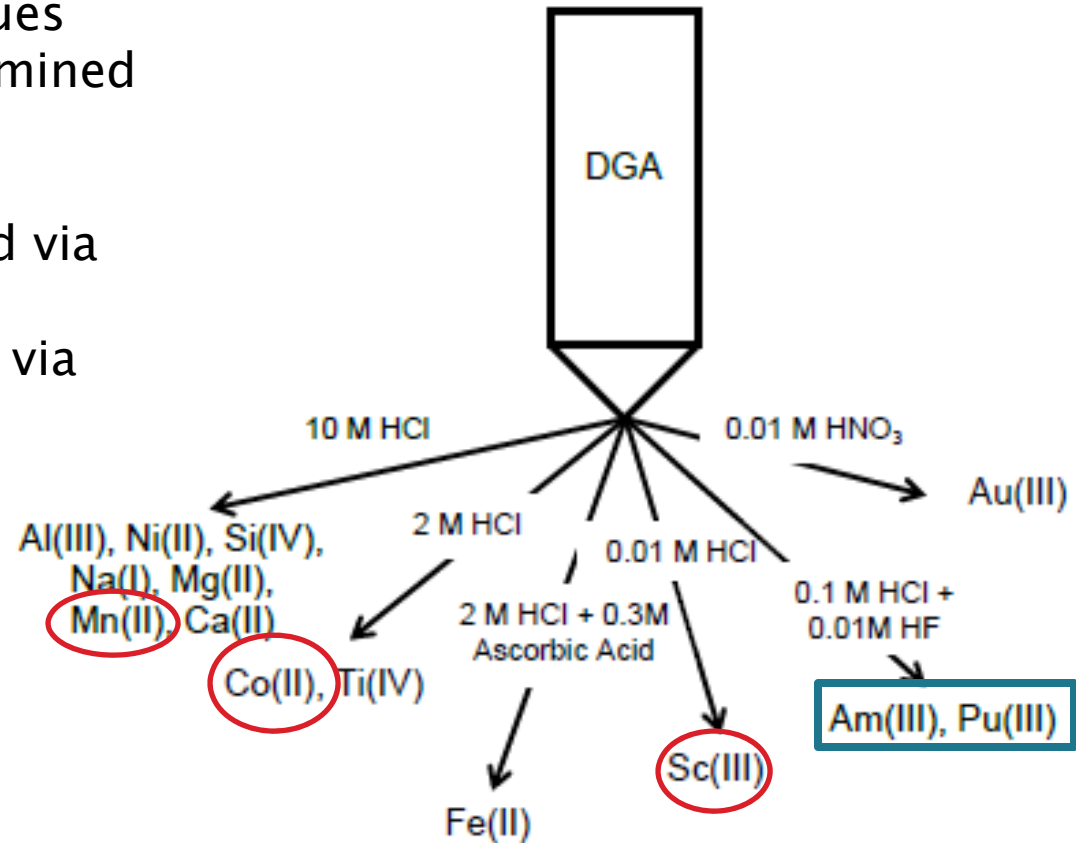 ues
mined
d via
via
DGA
10 M HCl
0.01 M HNO₃
Au(III)
Al(III), Ni(II), Si(IV),
Na(I), Mg(II),
Mn(II), Ca(II)
2 M HCl
Co(II), Ti(IV)
2 M HCl + 0.3M
Ascorbic Acid
Fe(II)
0.01 M HCl
Sc(III)
0.1 M HCl +
0.01M HF
Am(III), Pu(III)